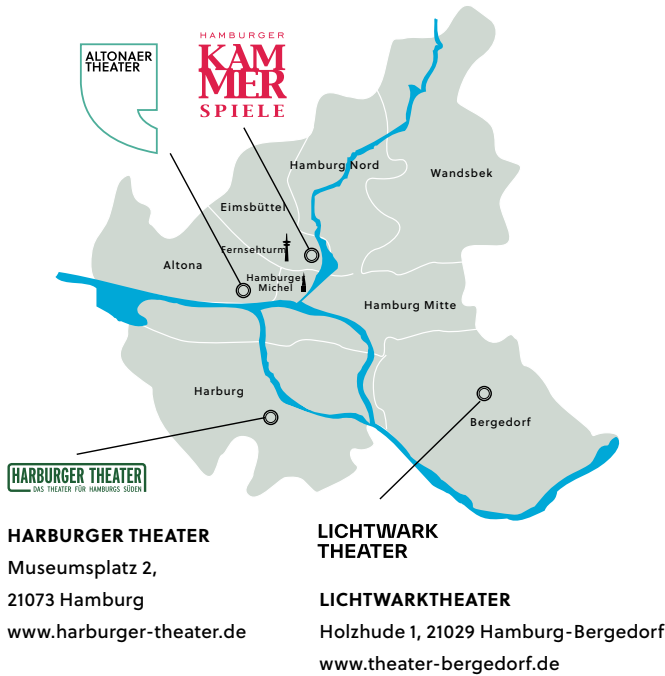 ALTONAER
THEATER
HAMBURGER
KAM
MER
SPIELE
Hamburg Nord
Wandsbek
Eimsbüttel
Fernsehturm
Altona
Hamburger
Michel
Hamburg Mitte
Harburg
Bergedorf
HARBURGER THEATER
DAS THEATER FÜR HAMBURGS SÜDEN
LICHTWARK
THEATER
HARBURGER THEATER
Museumsplatz 2,
21073 Hamburg
www.harburger-theater.de
LICHTWARKTHEATER
Holzhude 1, 21029 Hamburg-Bergedorf
www.theater-bergedorf.de